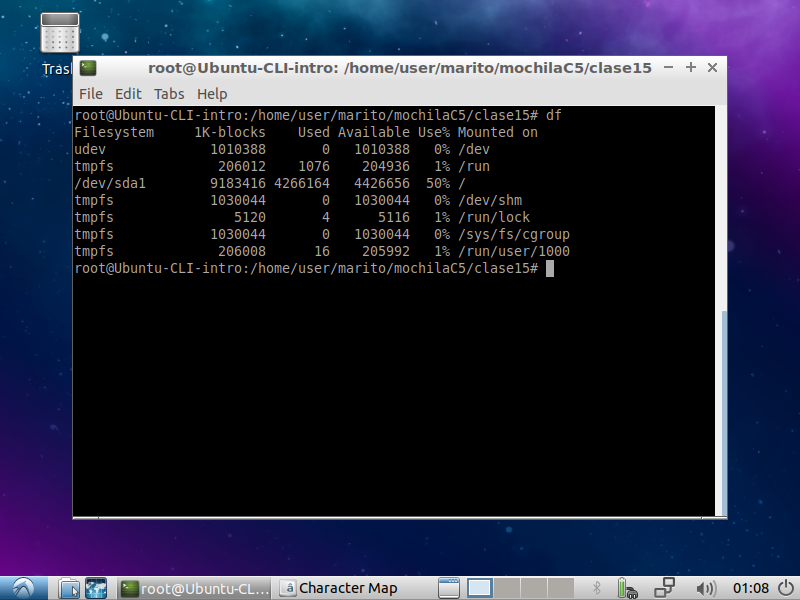 Trash
root@Ubuntu-CLI-intro: /home/user/marito/mochilaC5/clase15
File Edit Tabs Help
root@Ubuntu-CLI-intro:/home/user/marito/mochilaC5/clase15# df
Filesystem 1K-blocks Used Available Use% Mounted on
udev 1010388 0 1010388 0% /dev
tmpfs 206012 1076 204936 1% /run
/dev/sda1 9183416 4266164 4426656 50% /
tmpfs 1030044 0 1030044 0% /dev/shm
tmpfs 5120 4 5116 1% /run/lock
tmpfs 1030044 0 1030044 0% /sys/fs/cgroup
tmpfs 206008 16 205992 1% /run/user/1000
root@Ubuntu-CLI-intro:/home/user/marito/mochilaC5/clase15#
root@Ubuntu-CL... Character Map 01:08